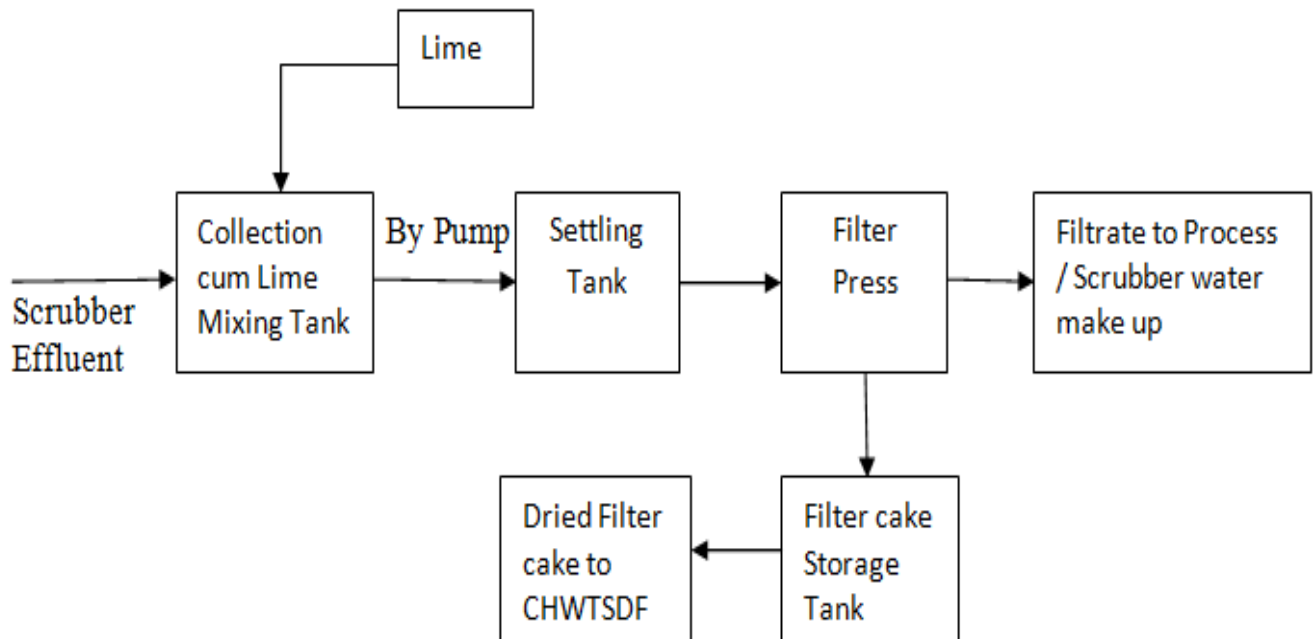 Lime
Scrubber
Effluent
Collection
cum Lime
Mixing Tank
By Pump
Settling
Tank
Filter
Press
Filtrate to Process
/ Scrubber water
make up
Dried Filter
cake to
CHWTSDF
Filter cake
Storage
Tank